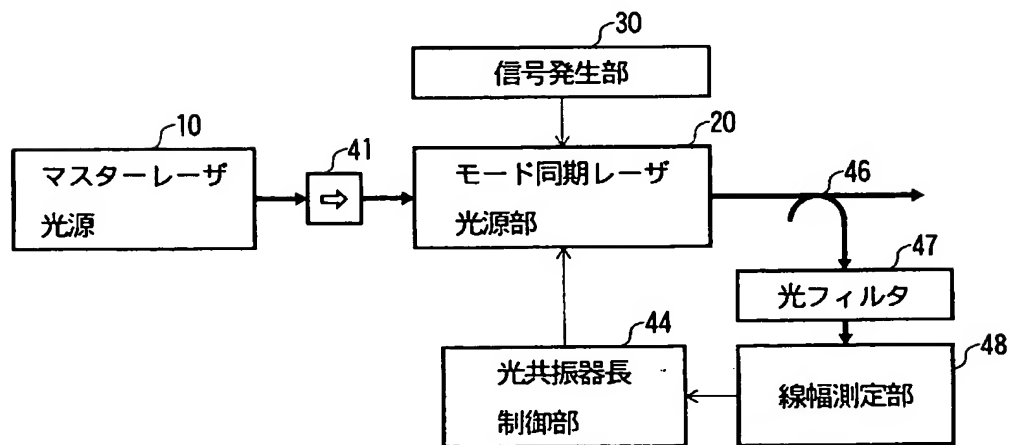 30
信号発生部
10
マスターレーザ
光源
41
20
モード同期レーザ
光源部
46
47
光フィルタ
44
光共振器長
制御部
48
線幅測定部